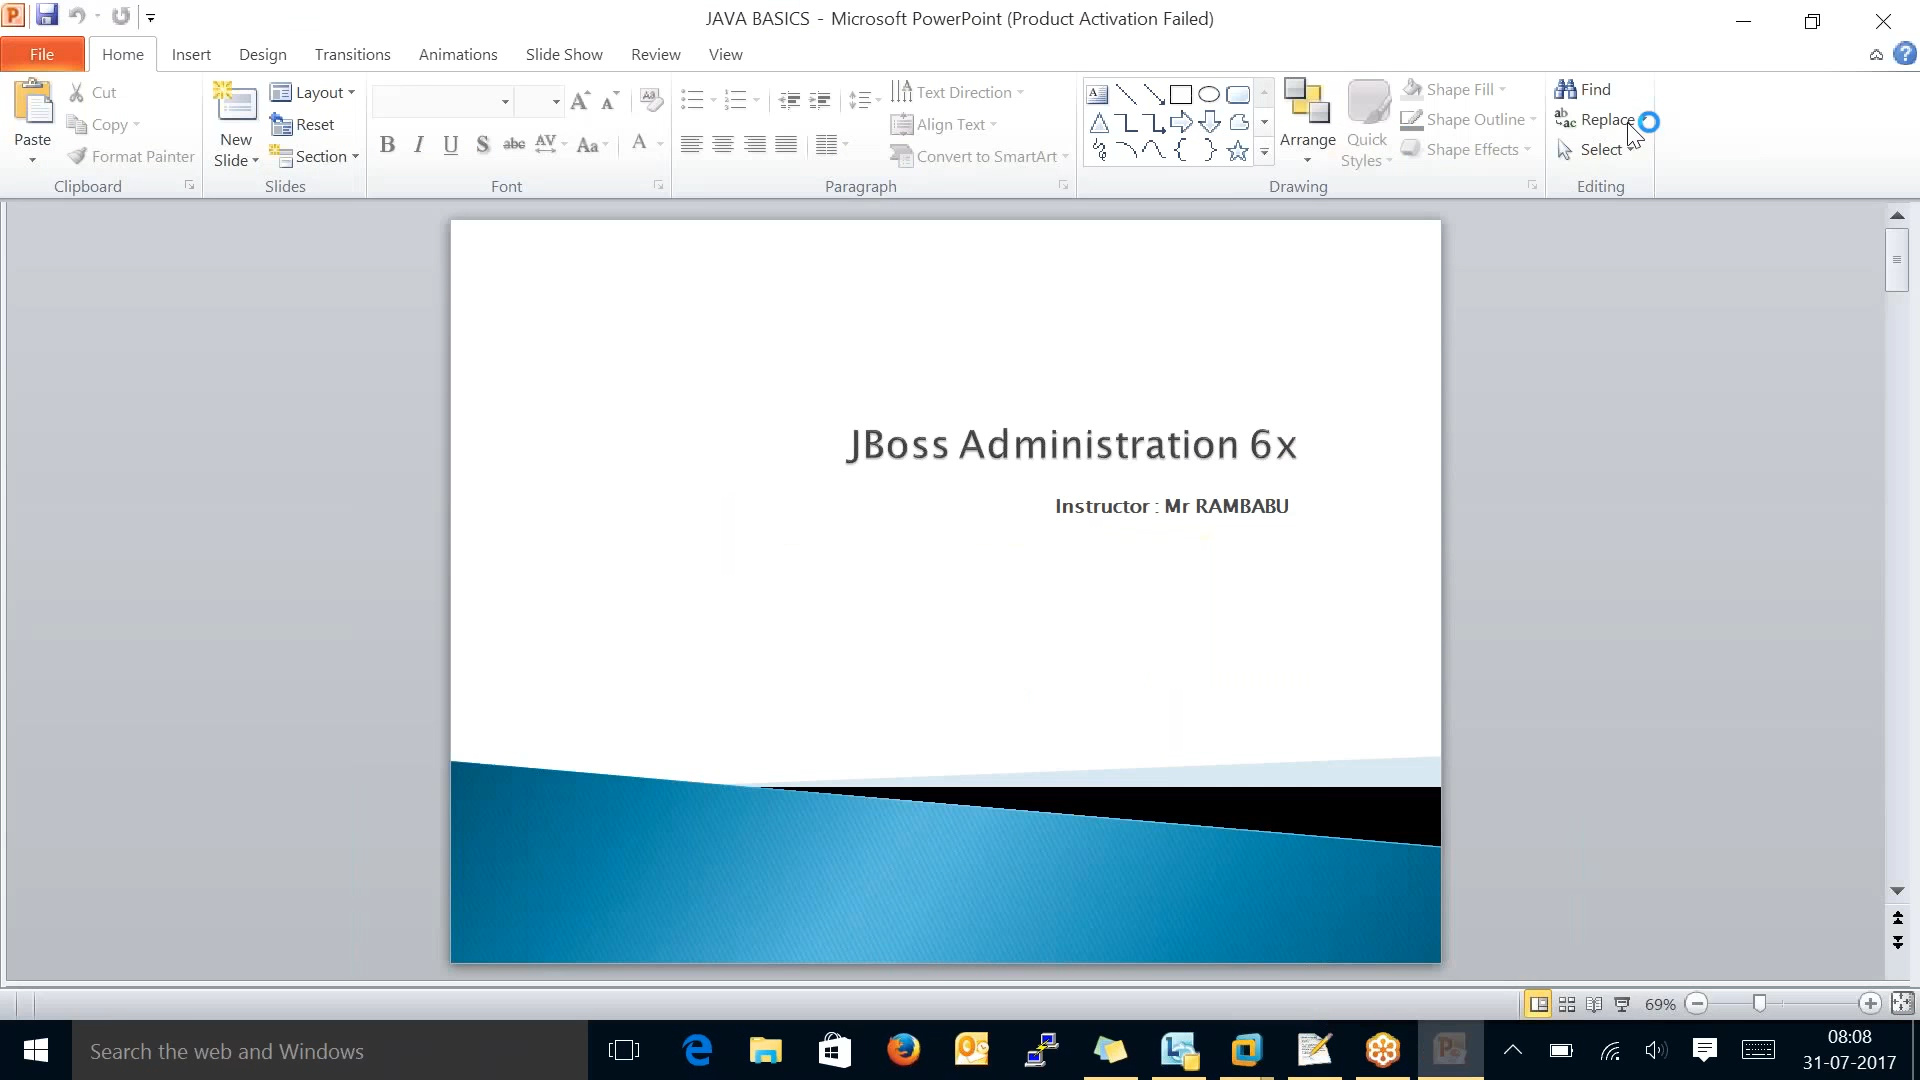 JAVA BASICS - Microsoft PowerPoint (Product Activation Failed)
File Home Insert Design Transitions Animations Slide Show Review View
Paste
Cut
Copy
Format Painter
Clipboard
New Slide
Layout
Reset
Section
Slides
Font
Text Direction
Align Text
Convert to SmartArt
Paragraph
Arrange
Quick Styles
Shape Fill
Shape Outline
Shape Effects
Drawing
Find
Replace
Select
Editing
JBoss Administration 6x
Instructor : Mr RAMBABU
69%
Search the web and Windows
08:08
31-07-2017